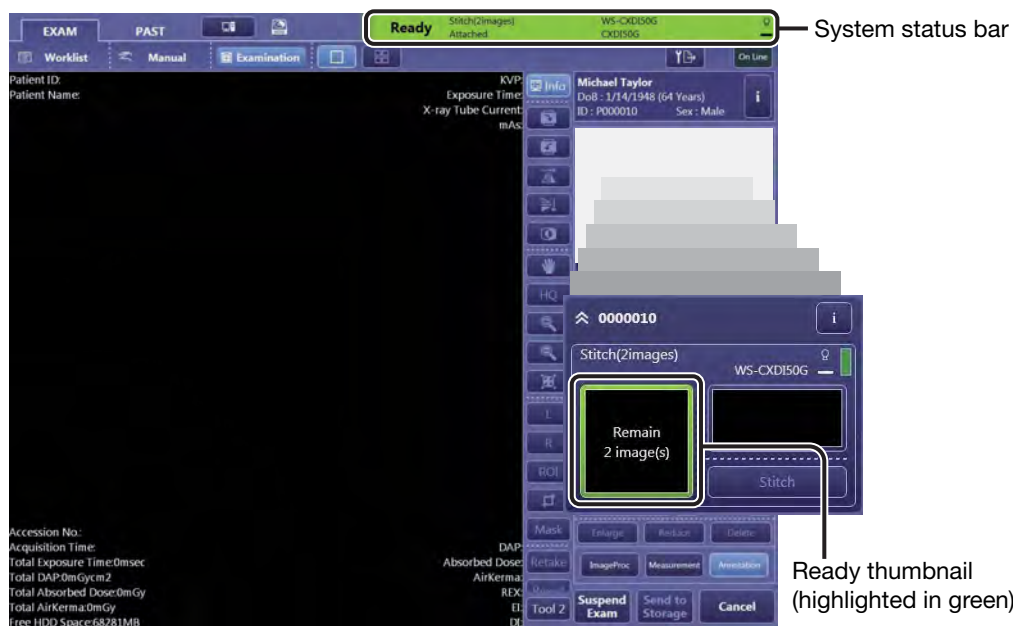 EXAM PAST
Ready Stitch(2images) WS-CXDI50G
Attached CXDI50G
System status bar
Worklist Manual Examination On Line
Patient ID:
Patient Name:
KVP:
Exposure Time:
X-ray Tube Current:
mAs:
Info
Michael Taylor
DoB : 1/14/1948 (64 Years)
ID : P000010 Sex : Male
i
HQ
0000010 i
Stitch(2images)
WS-CXDI50G
Remain
2 image(s)
Stitch
L
R
ROI
Mask
Enlarge Reduce Delete
Retake
ImageProc Measurement Annotation
Tool 2
Suspend
Exam
Send to
Storage
Cancel
Accession No.:
Acquisition Time:
Total Exposure Time:0msec
Total DAP:0mGycm2
Total Absorbed Dose:0mGy
Total AirKerma:0mGy
Free HDD Space:68281MB
DAP:
Absorbed Dose:
AirKerma:
REX:
EI:
DI:
Ready thumbnail
(highlighted in green)